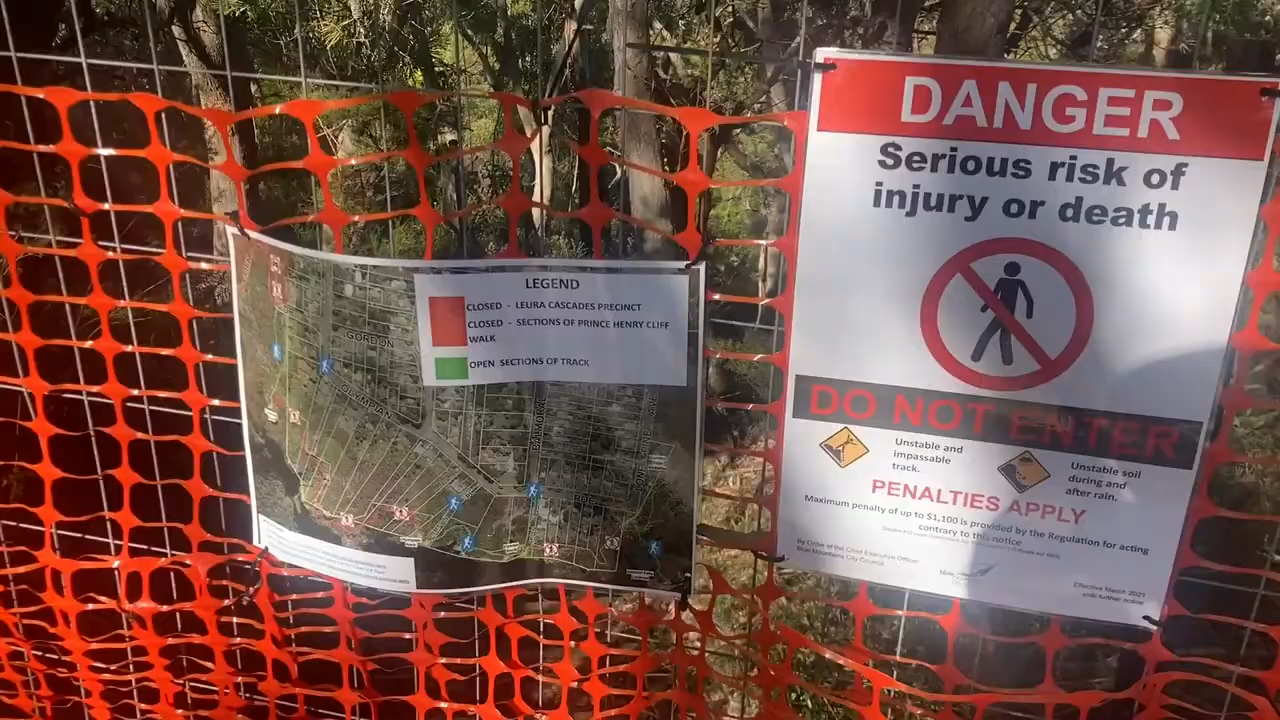 LEGEND
CLOSED - LEURA CASCADES PRECINCT
CLOSED - SECTIONS OF PRINCE HENRY CLIFF
WALK
OPEN SECTIONS OF TRACK
GORDON
OLYMPIAN
BALMORAL
DANGER
Serious risk of
injury or death
DO NOT ENTER
Unstable and
impassable
track.
Unstable soil
during and
after rain.
PENALTIES APPLY
Maximum penalty of up to $1,100 is provided by the Regulation for acting
contrary to this notice
By Order of the Chief Executive Officer
Blue Mountains City Council
Effective March 2021
until further notice